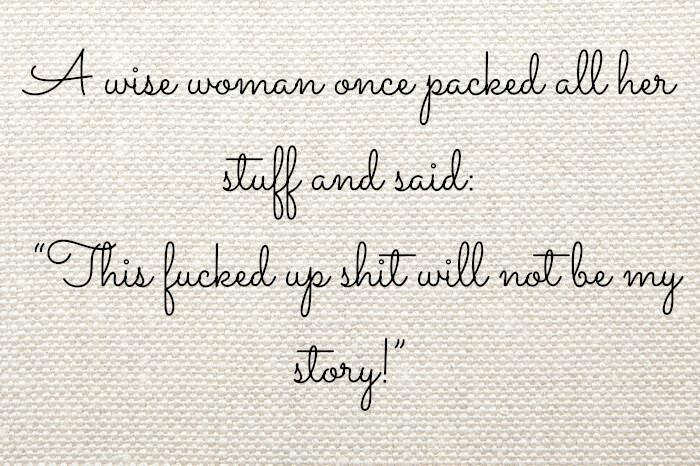 A wise woman once packed all her
stuff and said:
“This fucked up shit will not be my
story!”